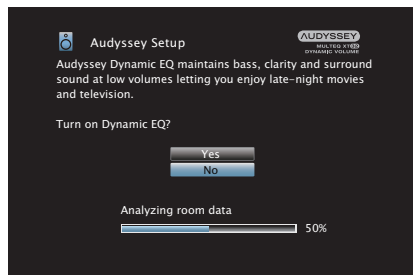 Audyssey Setup
AUDYSSEY
MULTEQ XT32
DYNAMIC VOLUME
Audyssey Dynamic EQ maintains bass, clarity and surround
sound at low volumes letting you enjoy late-night movies
and television.
Turn on Dynamic EQ?
Yes
No
Analyzing room data
50%